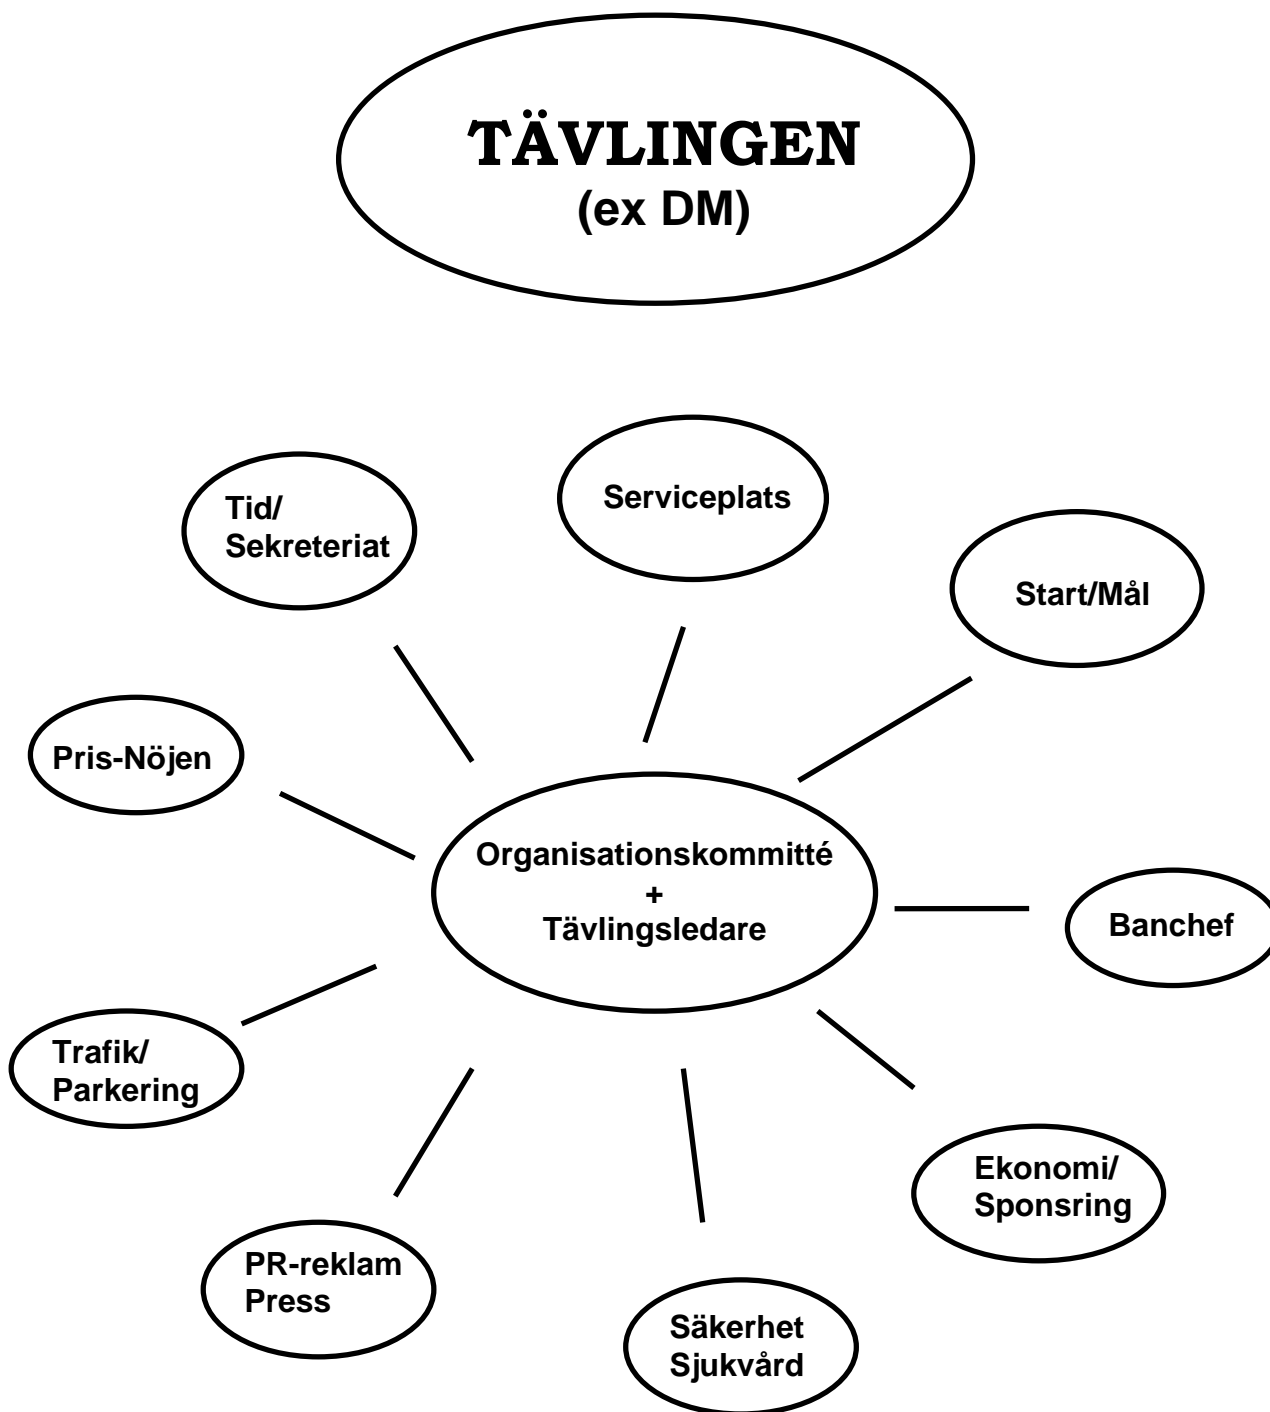 TÄVLINGEN
(ex DM)
Serviceplats
Tid/
Sekreteriat
Start/Mål
Pris-Nöjen
Organisationskommitté
+
Tävlingsledare
Banchef
Trafik/
Parkering
Ekonomi/
Sponsring
PR-reklam
Press
Säkerhet
Sjukvård